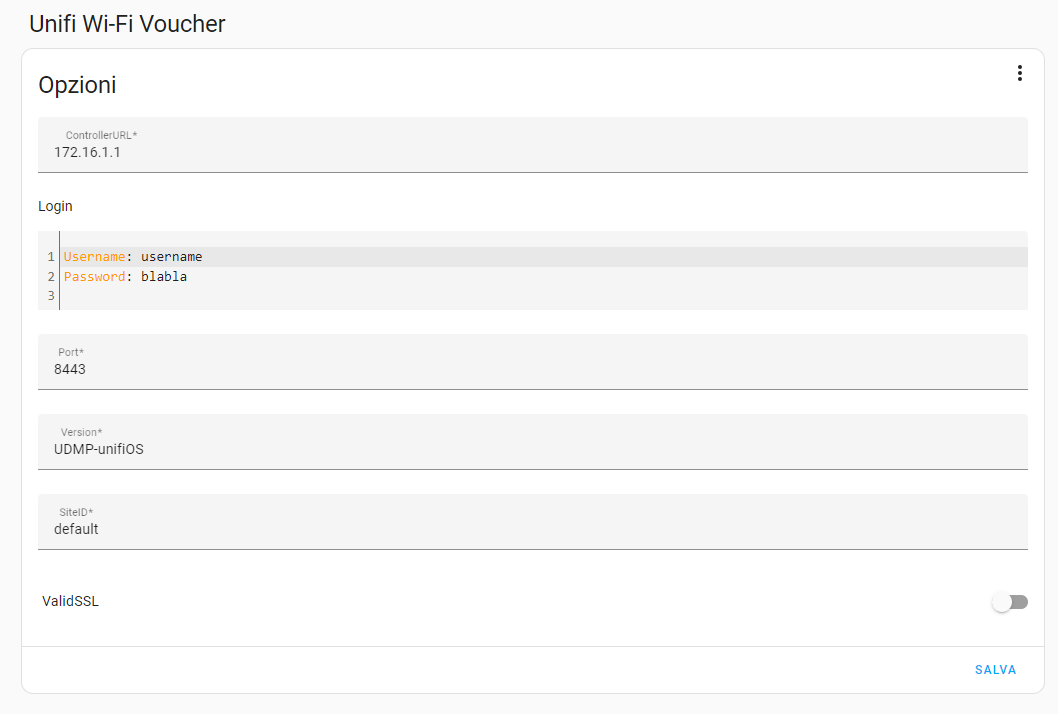 Unifi Wi-Fi Voucher
Opzioni
ControllerURL*
172.16.1.1
Login
1 Username: username
2 Password: blabla
3
Port*
8443
Version*
UDMP-unifiOS
SiteID*
default
ValidSSL
SALVA